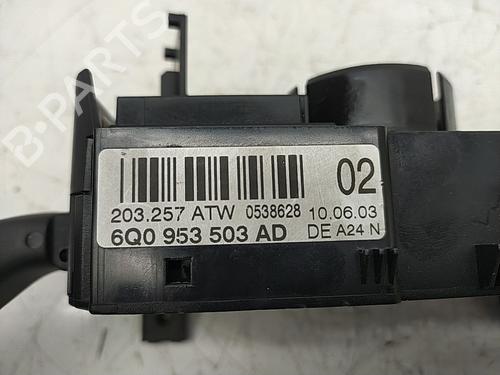 B-PARTS
02
203.257 ATW 0538628 10.06.03
6Q0 953 503 AD DE A24 N